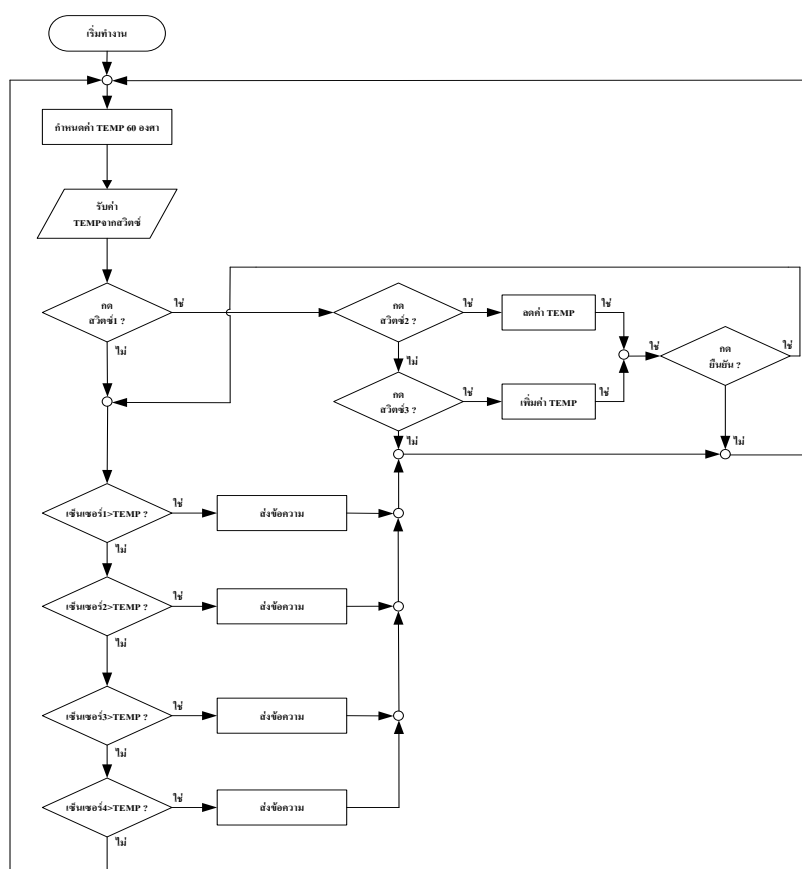 เริ่มทำงาน
กำหนดค่า TEMP 60 องศา
รับค่า
TEMPจากสวิตซ์
กด
สวิตซ์1 ?
ใช่
ไม่
กด
สวิตซ์2 ?
ใช่
ไม่
ลดค่า TEMP
ใช่
กด
สวิตซ์3 ?
ใช่
ไม่
เพิ่มค่า TEMP
ใช่
ใช่
กด
ยืนยัน ?
ใช่
ไม่
เซ็นเซอร์1>TEMP ?
ใช่
ไม่
ส่งข้อความ
เซ็นเซอร์2>TEMP ?
ใช่
ไม่
ส่งข้อความ
เซ็นเซอร์3>TEMP ?
ใช่
ไม่
ส่งข้อความ
เซ็นเซอร์4>TEMP ?
ใช่
ไม่
ส่งข้อความ